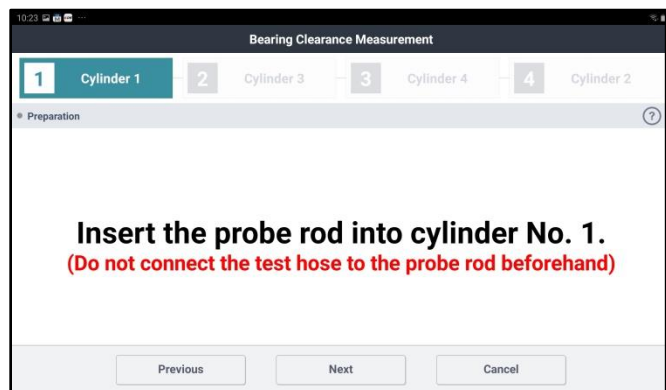 10:23
Bearing Clearance Measurement
1 Cylinder 1 2 Cylinder 3 3 Cylinder 4 4 Cylinder 2
Preparation ?
Insert the probe rod into cylinder No. 1.
(Do not connect the test hose to the probe rod beforehand)
Previous Next Cancel